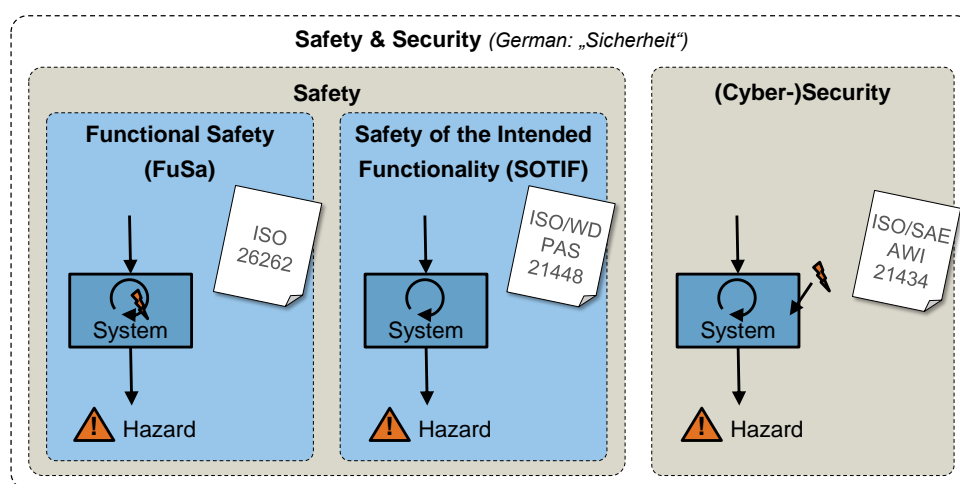 Safety & Security (German: „Sicherheit“)
Safety
Functional Safety
(FuSa)
ISO
26262
System
Hazard
Safety of the Intended
Functionality (SOTIF)
ISO/WD
PAS
21448
System
Hazard
(Cyber-)Security
ISO/SAE
AWI
21434
System
Hazard